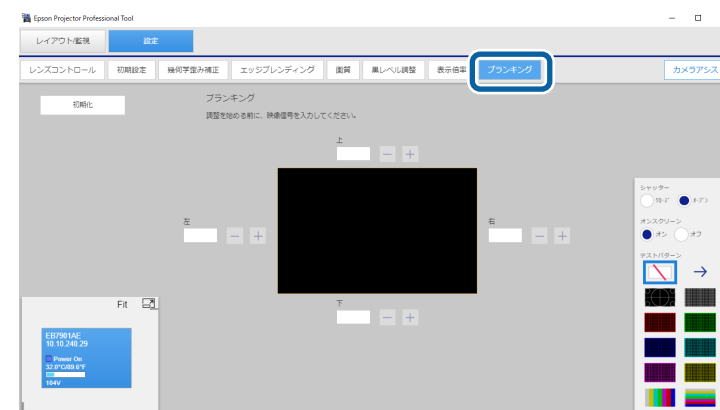 Epson Projector Professional Tool
レイアウト/監視
設定
レンズコントロール
初期設定
幾何学歪み補正
エッジブレンディング
画質
黒レベル調整
表示倍率
ブランキング
カメラアシス
初期化
ブランキング
調整を始める前に、映像信号を入力してください。
上
左
右
下
シャッター
クローズ
オープン
オンスクリーン
オン
オフ
テストパターン
Fit
EB7901AE
10.10.240.29
Power On
32.0°C/89.6°F
104V